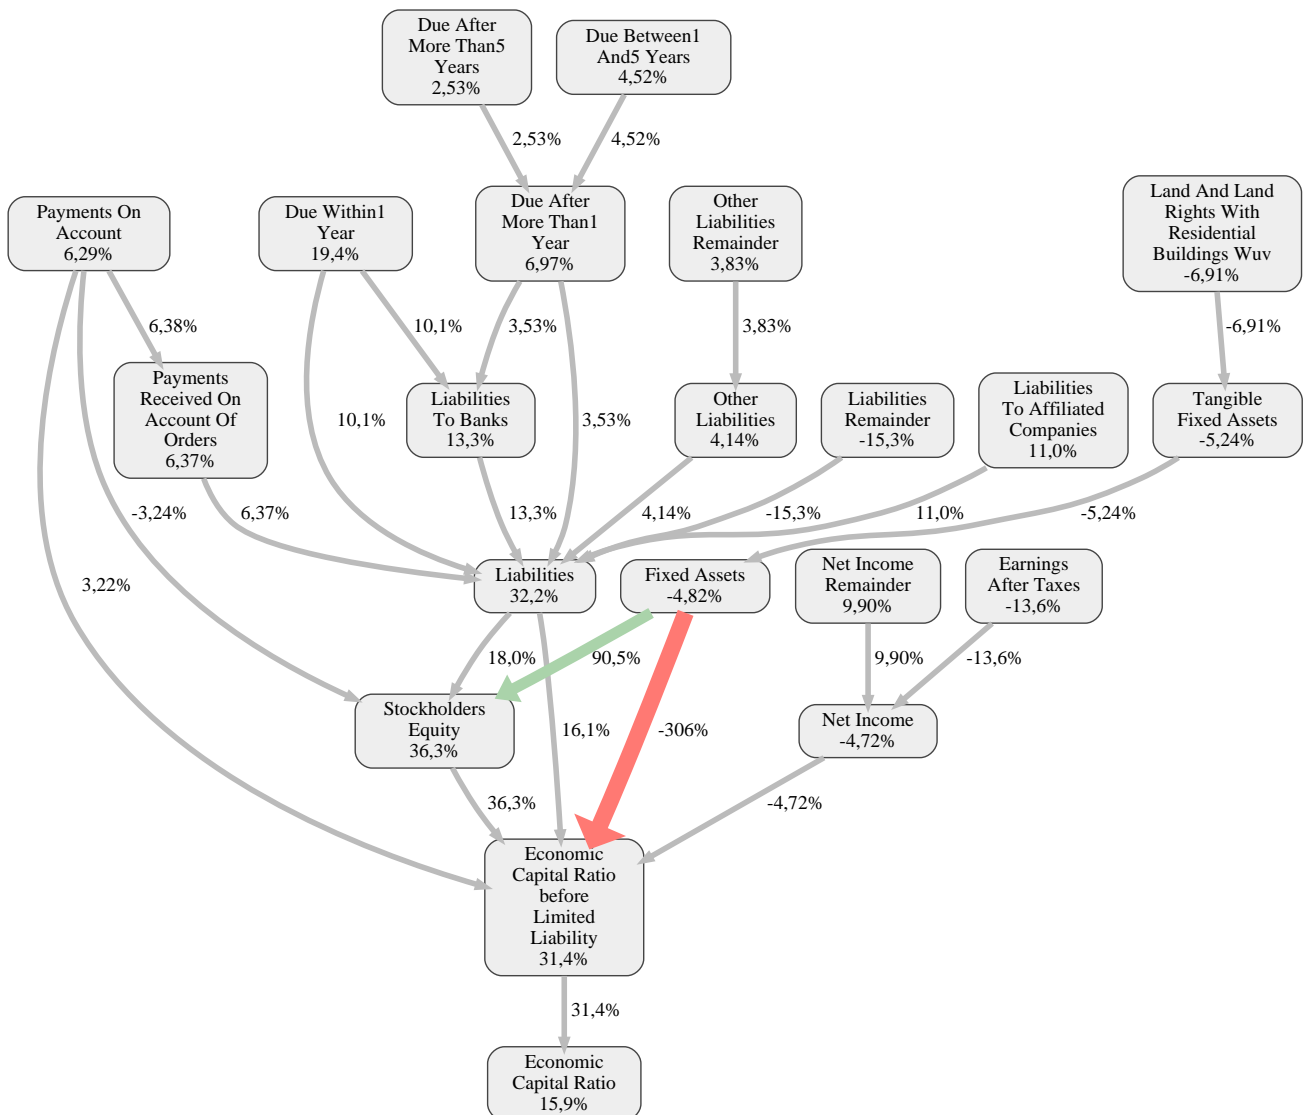 Due After
More Than5
Years
2,53%
Due Between1
And5 Years
4,52%
2,53%
4,52%
Payments On
Account
6,29%
Due Within1
Year
19,4%
Due After
More Than1
Year
6,97%
Other
Liabilities
Remainder
3,83%
Land And Land
Rights With
Residential
Buildings Wuv
-6,91%
6,38%
10,1%
3,53%
3,83%
-6,91%
Payments
Received On
Account Of
Orders
6,37%
10,1%
Liabilities
To Banks
13,3%
3,53%
Other
Liabilities
4,14%
Liabilities
Remainder
-15,3%
Liabilities
To Affiliated
Companies
11,0%
Tangible
Fixed Assets
-5,24%
-3,24%
6,37%
13,3%
4,14%
-15,3%
11,0%
-5,24%
3,22%
Liabilities
32,2%
Fixed Assets
-4,82%
Net Income
Remainder
9,90%
Earnings
After Taxes
-13,6%
18,0%
90,5%
9,90%
-13,6%
Stockholders
Equity
36,3%
16,1%
-306%
Net Income
-4,72%
36,3%
-4,72%
Economic
Capital Ratio
before
Limited
Liability
31,4%
31,4%
Economic
Capital Ratio
15,9%